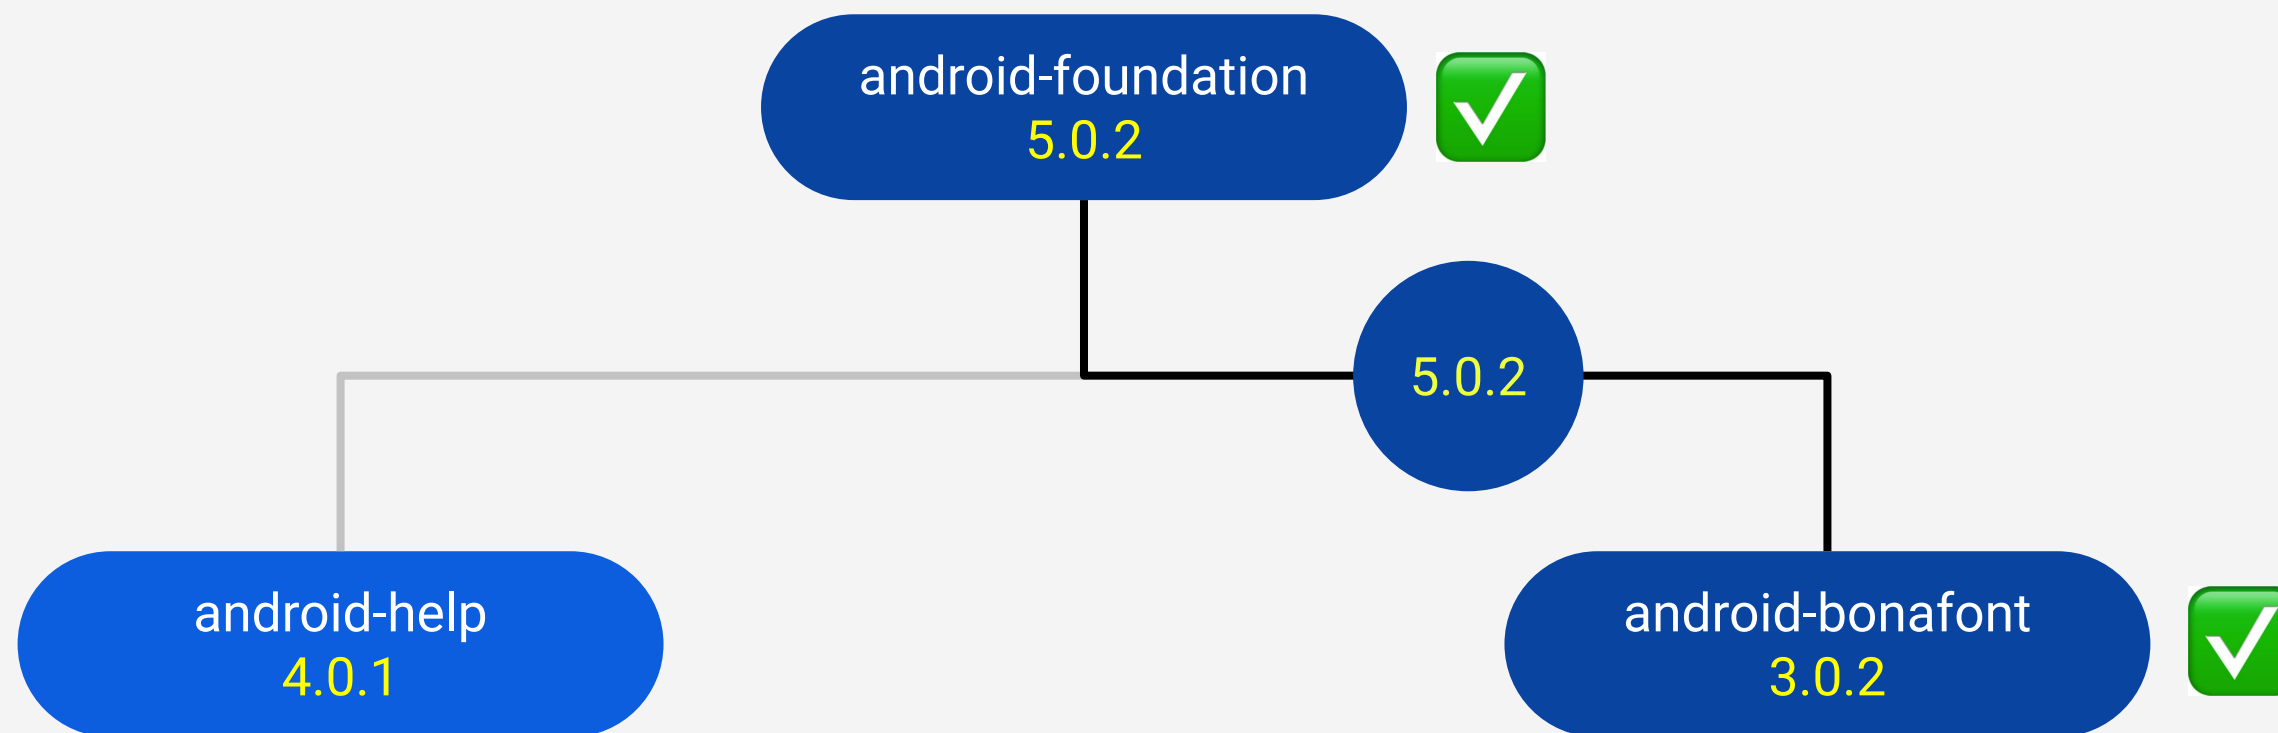 android-foundation
5.0.2
5.0.2
android-help
4.0.1
android-bonafont
3.0.2